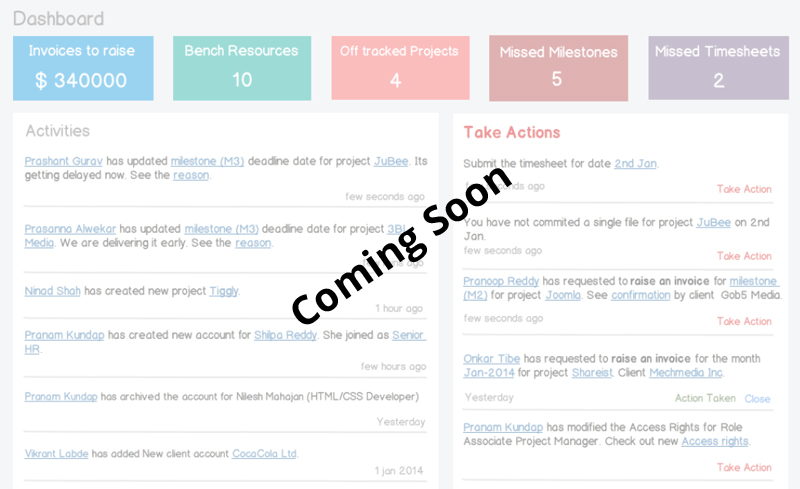 Dashboard
Invoices to raise
$ 340000
Bench Resources
10
Off tracked Projects
4
Missed Milestones
5
Missed Timesheets
2
Activities
Prashant Gurav has updated milestone (M3) deadline date for project JuBee. Its
getting delayed now. See the reason.
few seconds ago
Prasanna Alwekar has updated milestone (M3) deadline date for project 3BL
Media. We are delivering it early. See the reason.
ago
Ninad Shah has created new project Tiggly.
1 hour ago
Pranam Kundap has created new account for Shilpa Reddy. She joined as Senior
HR.
few hours ago
Pranam Kundap has archived the account for Nilesh Mahajan (HTML/CSS Developer)
Yesterday
Vikrant Labde has added New client account CocaCola Ltd.
1 jan 2014
Take Actions
Submit the timesheet for date 2nd Jan.
seconds ago
Take Action
You have not commited a single file for project JuBee on 2nd
Jan.
few seconds ago
Take Action
Pranoop Reddy has requested to raise an invoice for milestone
(M2) for project Joomla. See confirmation by client Gob5 Media.
few seconds ago
Take Action
Onkar Tibe has requested to raise an invoice for the month
Jan-2014 for project Shareist. Client Mechmedia Inc.
Yesterday
Action Taken Close
Pranam Kundap has modified the Access Rights for Role
Associate Project Manager. Check out new Access rights.
Take Action
Coming Soon